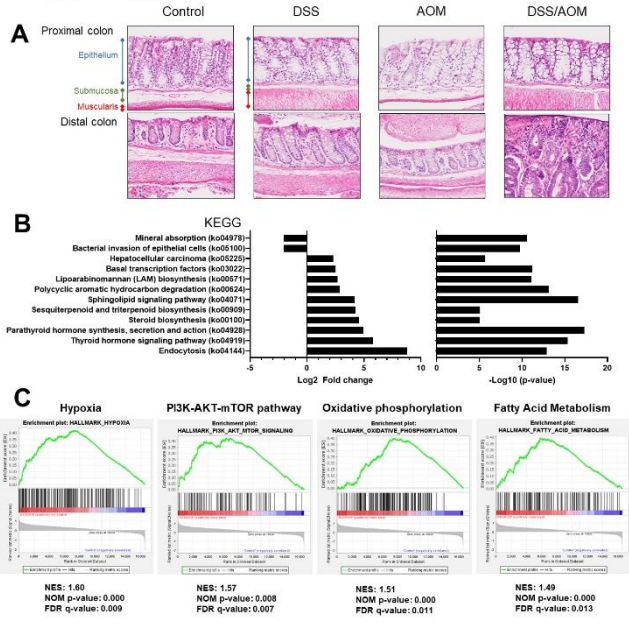 Control DSS AOM DSS/AOM
A
Proximal colon
Epithelium
Submucosa
Muscularis
Distal colon
B
KEGG
Mineral absorption (ko04978)
Bacterial invasion of epithelial cells (ko05100)
Hepatocellular carcinoma (ko05225)
Basal transcription factors (ko03022)
Lipoarabinomannan (LAM) biosynthesis (ko00571)
Polycyclic aromatic hydrocarbon degradation (ko00624)
Sphingolipid signaling pathway (ko04071)
Sesquiterpenoid and triterpenoid biosynthesis (ko00909)
Steroid biosynthesis (ko00100)
Parathyroid hormone synthesis, secretion and action (ko04928)
Thyroid hormone signaling pathway (ko04919)
Endocytosis (ko04144)
-5 0 5 10 0 5 10 15 20
Log2 Fold change -Log10 (p-value)
C
Hypoxia PI3K-AKT-mTOR pathway Oxidative phosphorylation Fatty Acid Metabolism
Enrichment plot: HALLMARK_HYPOXIA
Enrichment plot:
HALLMARK_PI3K_AKT_MTOR_SIGNALING
Enrichment plot:
HALLMARK_OXIDATIVE_PHOSPHORYLATION
Enrichment plot:
HALLMARK_FATTY_ACID_METABOLISM
NES: 1.60 NES: 1.57 NES: 1.51 NES: 1.49
NOM p-value: 0.000 NOM p-value: 0.008 NOM p-value: 0.000 NOM p-value: 0.000
FDR q-value: 0.009 FDR q-value: 0.007 FDR q-value: 0.011 FDR q-value: 0.013